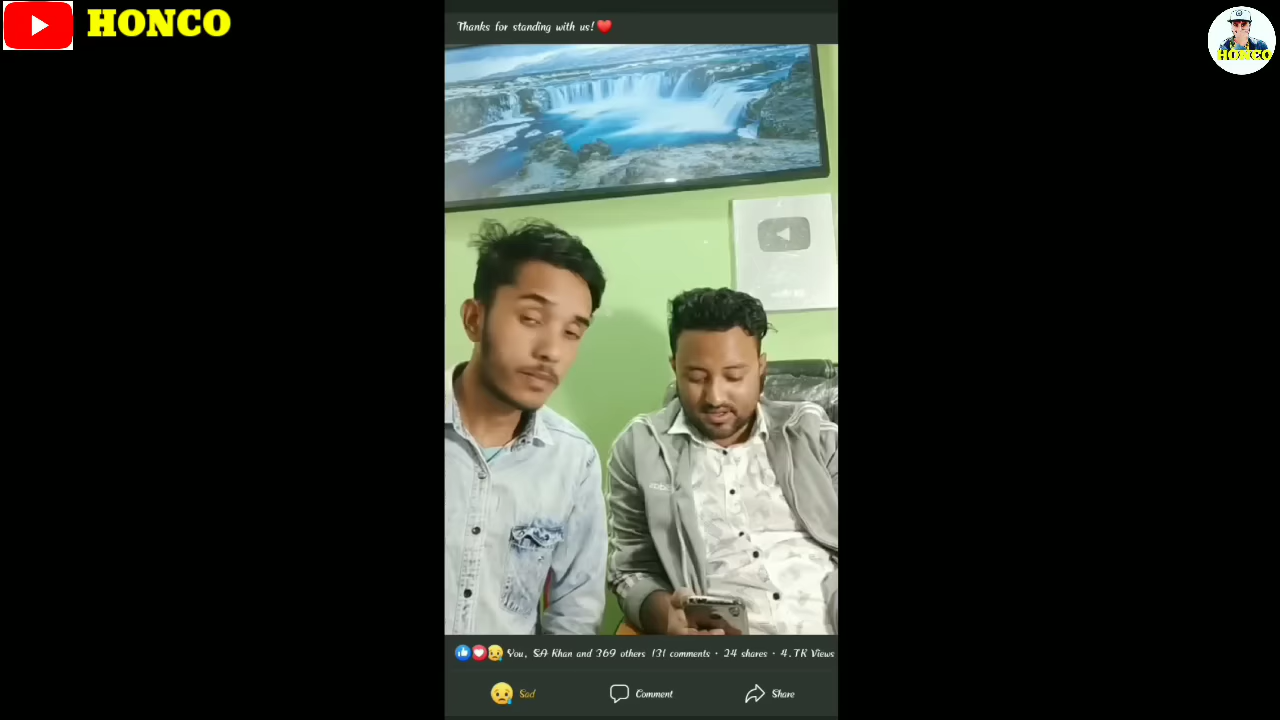 HONCO
Thanks for standing with us!❤️
HONCO
You, SA Khan and 369 others 131 comments · 24 shares · 4.7K Views
Sad
Comment
Share